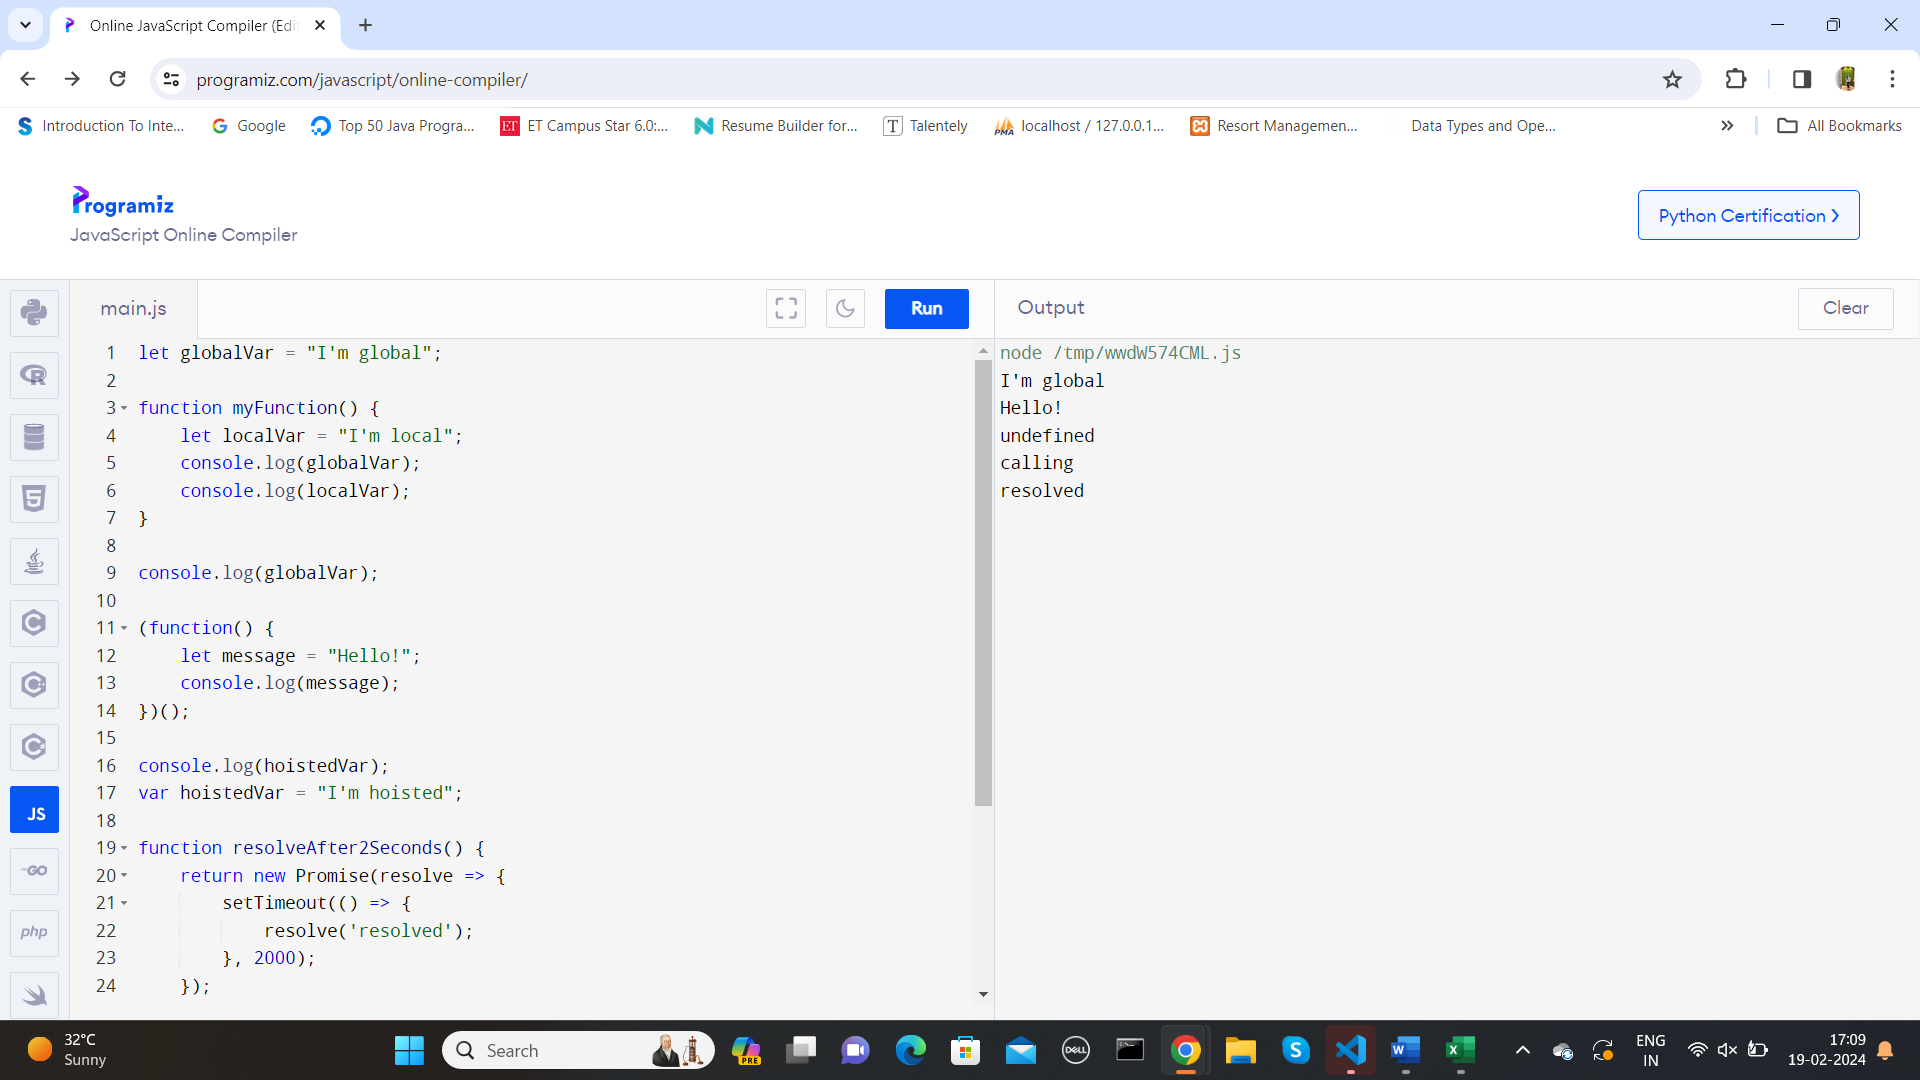 Online JavaScript Compiler (Edi
programiz.com/javascript/online-compiler/
Introduction To Inte...
Google
Top 50 Java Progra...
ET Campus Star 6.0:...
Resume Builder for...
Talentely
localhost / 127.0.0.1...
Resort Managemen...
Data Types and Ope...
All Bookmarks
Programiz
JavaScript Online Compiler
Python Certification
main.js
Run
Output
Clear
1 let globalVar = "I'm global";
2
3 function myFunction() {
4 let localVar = "I'm local";
5 console.log(globalVar);
6 console.log(localVar);
7 }
8
9 console.log(globalVar);
10
11 (function() {
12 let message = "Hello!";
13 console.log(message);
14 })();
15
16 console.log(hoistedVar);
17 var hoistedVar = "I'm hoisted";
18
19 function resolveAfter2Seconds() {
20 return new Promise(resolve => {
21 setTimeout(() => {
22 resolve('resolved');
23 }, 2000);
24 });
node /tmp/wwdW574CML.js
I'm global
Hello!
undefined
calling
resolved
JS
GO
php
32°C
Sunny
Search
PRE
DELL
ENG
IN
17:09
19-02-2024